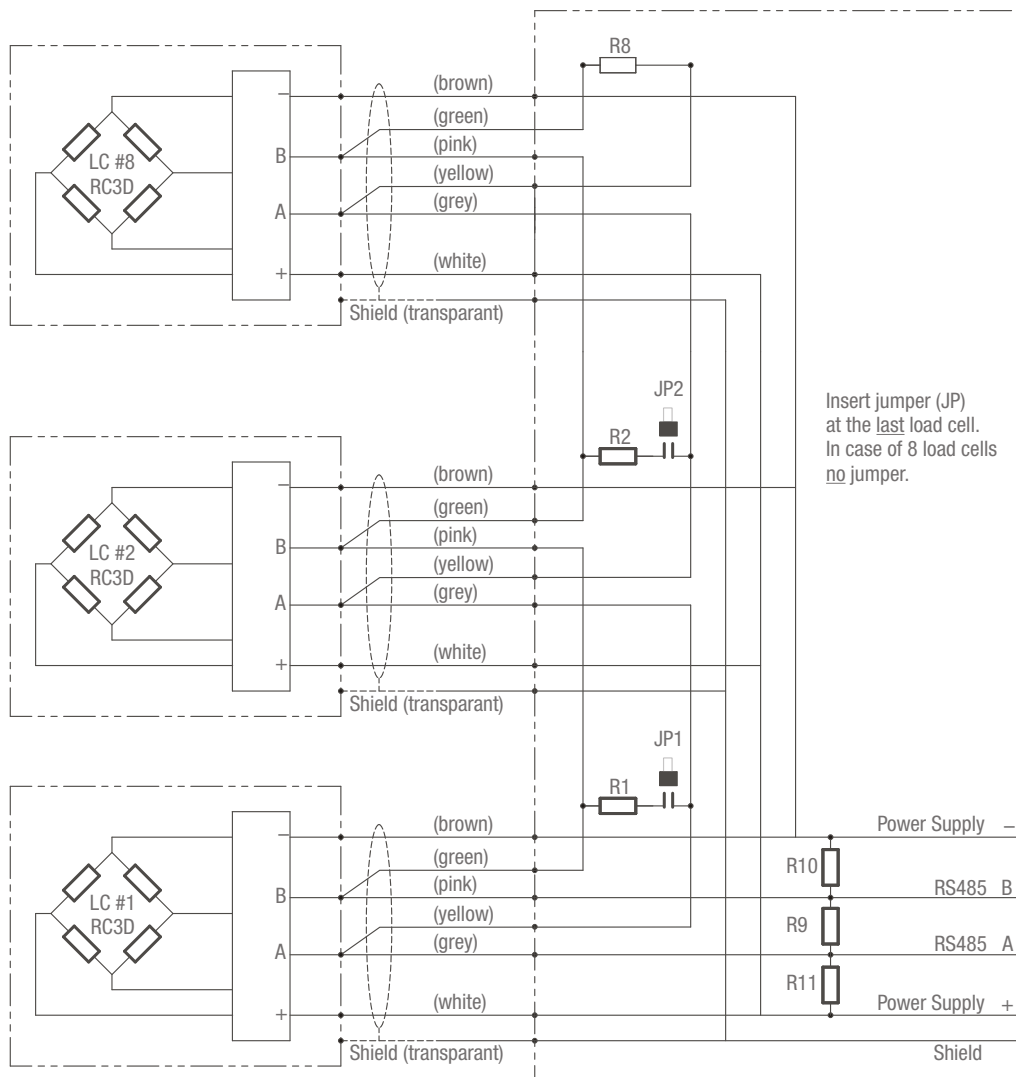 R8
(brown)
(green)
(pink)
(yellow)
(grey)
(white)
Shield (transparant)
LC #8
RC3D
−
B
A
+
JP2
R2
Insert jumper (JP)
at the last load cell.
In case of 8 load cells
no jumper.
(brown)
(green)
(pink)
(yellow)
(grey)
(white)
Shield (transparant)
LC #2
RC3D
−
B
A
+
JP1
R1
(brown)
(green)
(pink)
(yellow)
(grey)
(white)
Shield (transparant)
LC #1
RC3D
−
B
A
+
Power Supply −
R10
RS485 B
R9
RS485 A
R11
Power Supply +
Shield